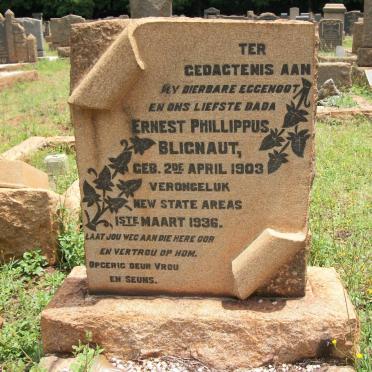 TER
GEDACTENIS AAN
MY DIERBARE EGGENOOT
EN ONS LIEFSTE DADA
ERNEST PHILLIPPUS
BLIGNAUT,
GEB. 2DE APRIL 1903
VERONGELUK
NEW STATE AREAS
1STE MAART 1936.
LAAT JOU WEG AAN DIE HERE OOR
EN VERTROU OP HOM.
OPGERIG DEUR VROU
EN SEUNS.